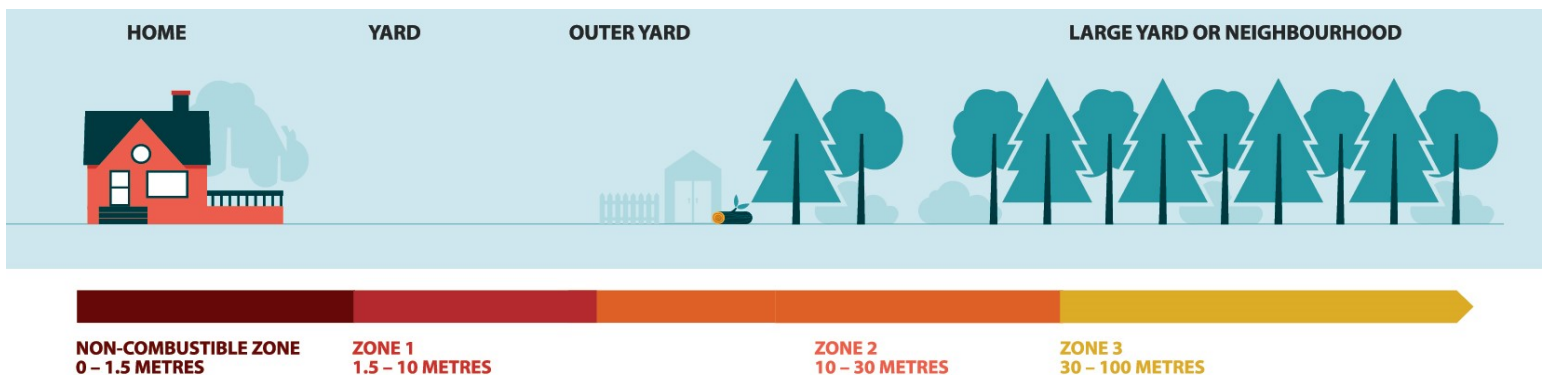 HOME
YARD
OUTER YARD
LARGE YARD OR NEIGHBOURHOOD
NON-COMBUSTIBLE ZONE
0 – 1.5 METRES
ZONE 1
1.5 – 10 METRES
ZONE 2
10 – 30 METRES
ZONE 3
30 – 100 METRES